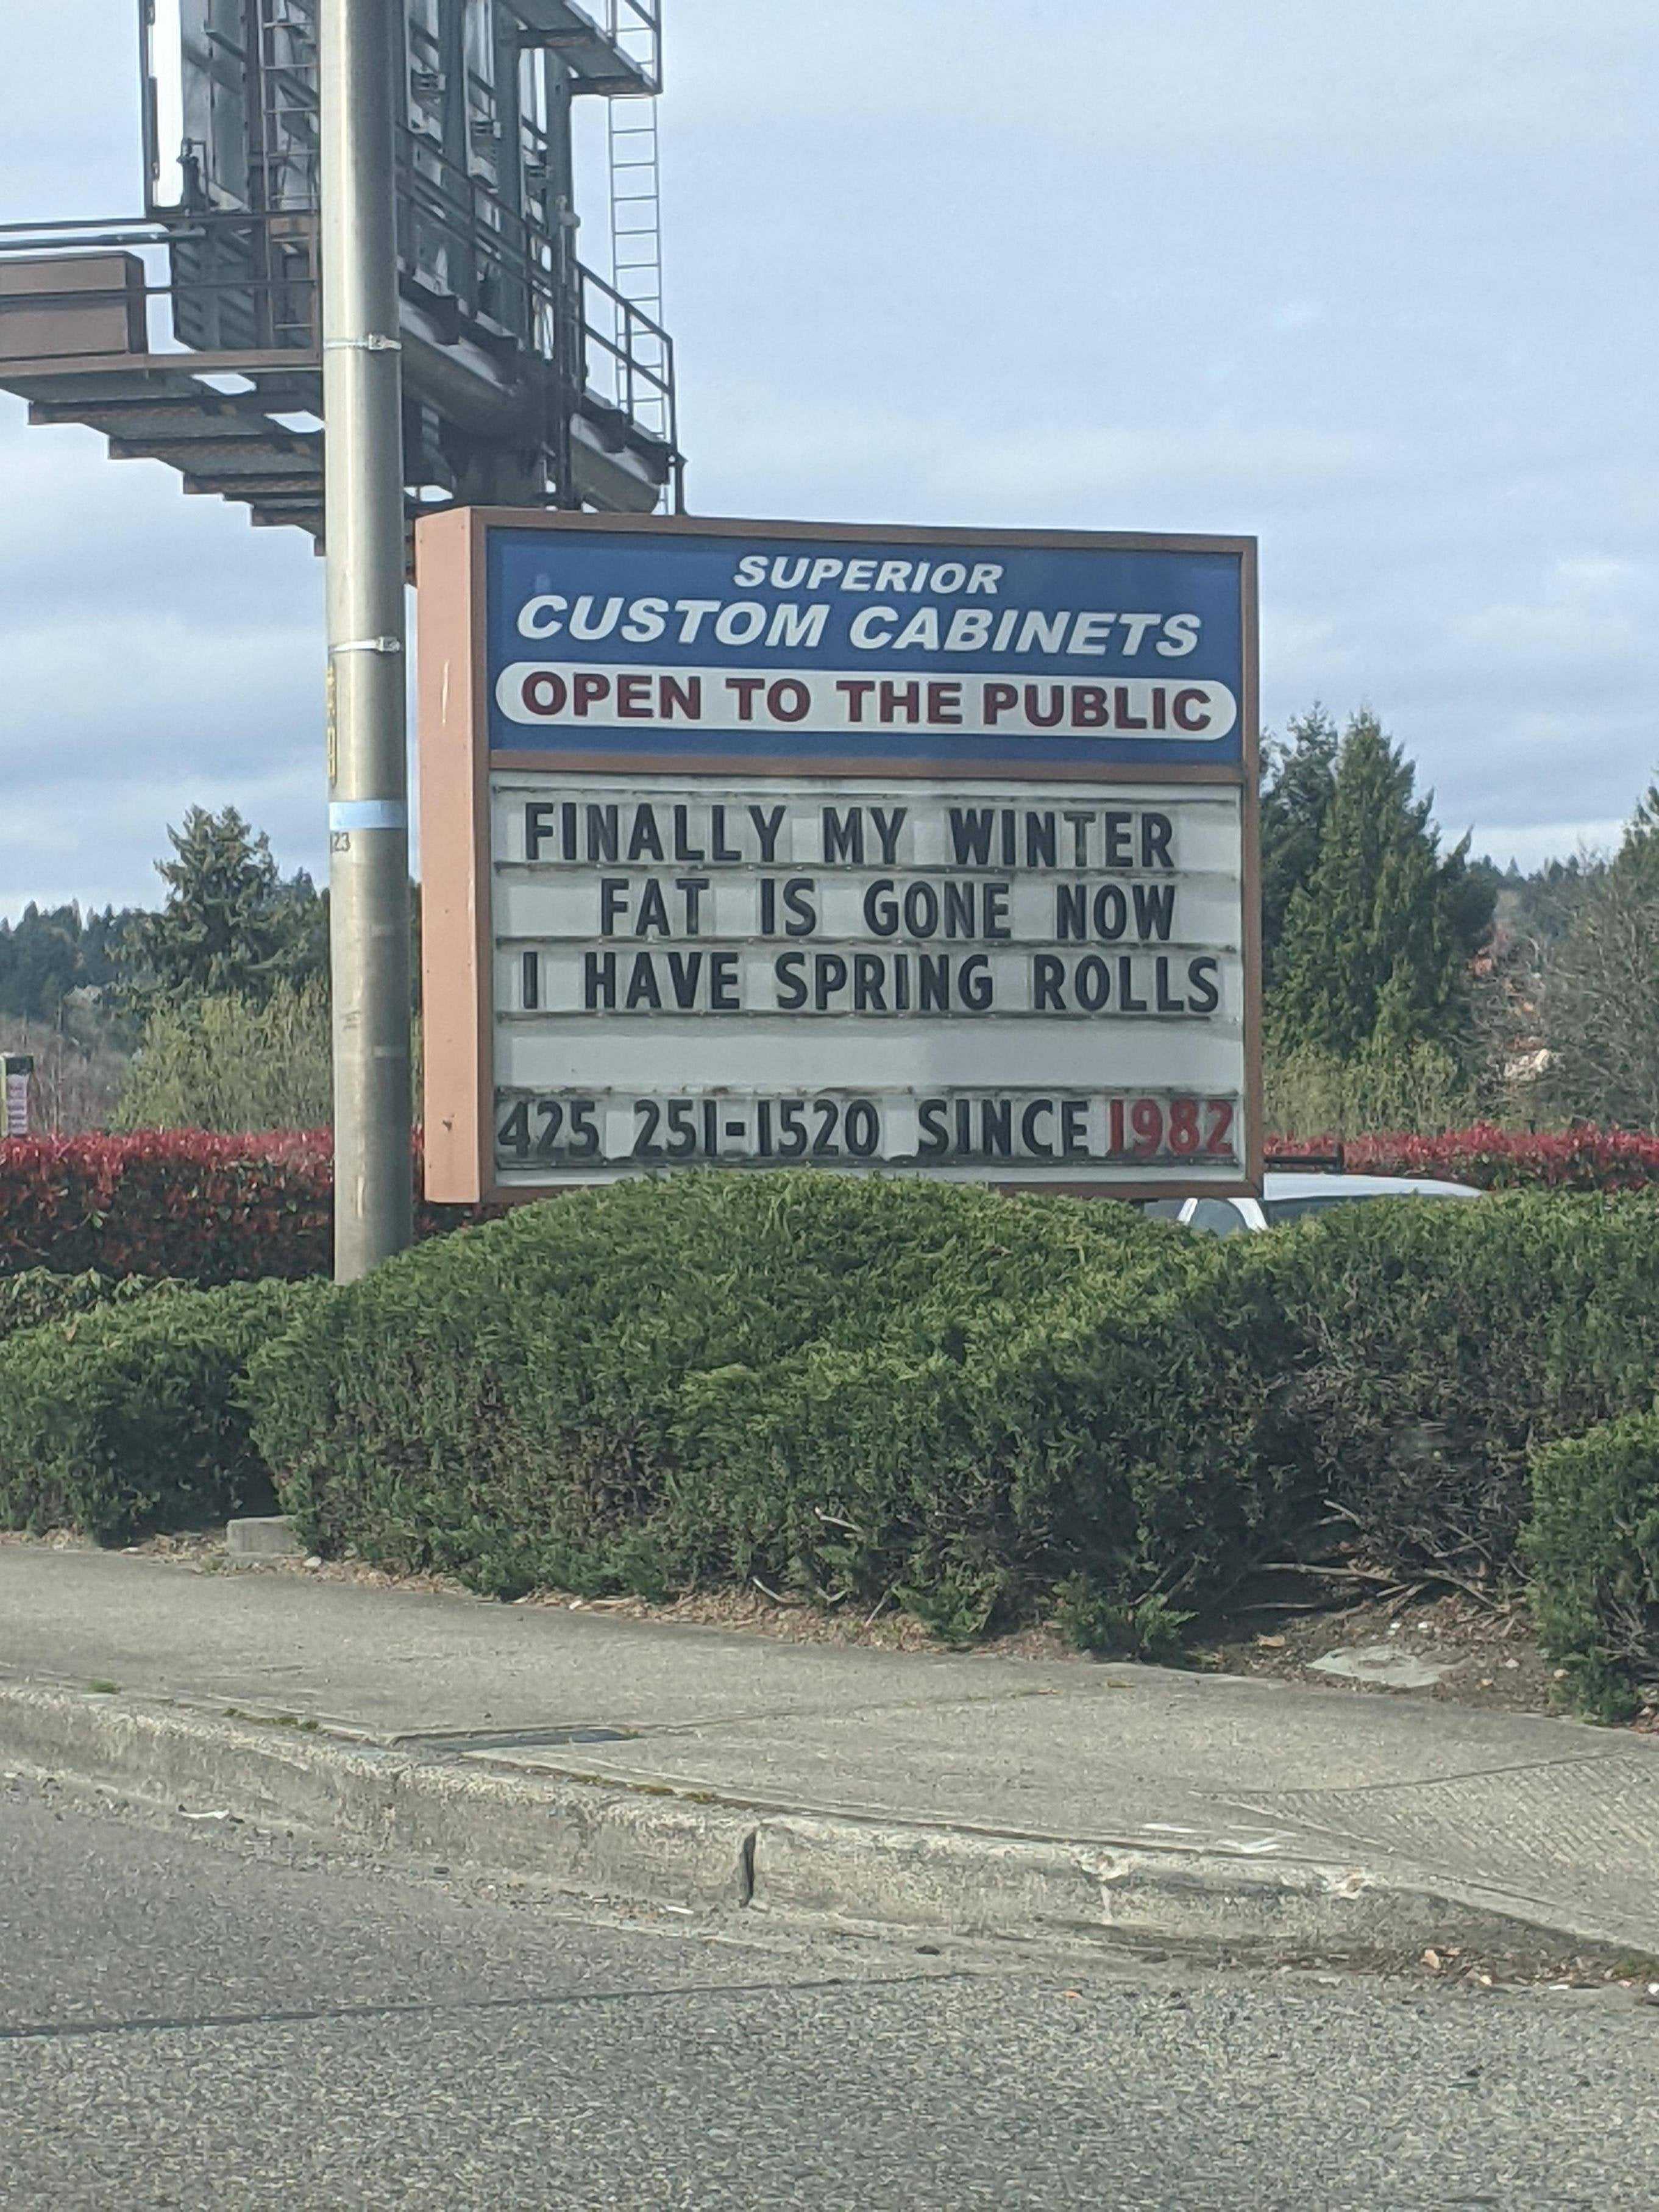 SUPERIOR
CUSTOM CABINETS
OPEN TO THE PUBLIC
FINALLY MY WINTER
FAT IS GONE NOW
I HAVE SPRING ROLLS
425 251-1520 SINCE 1982
23